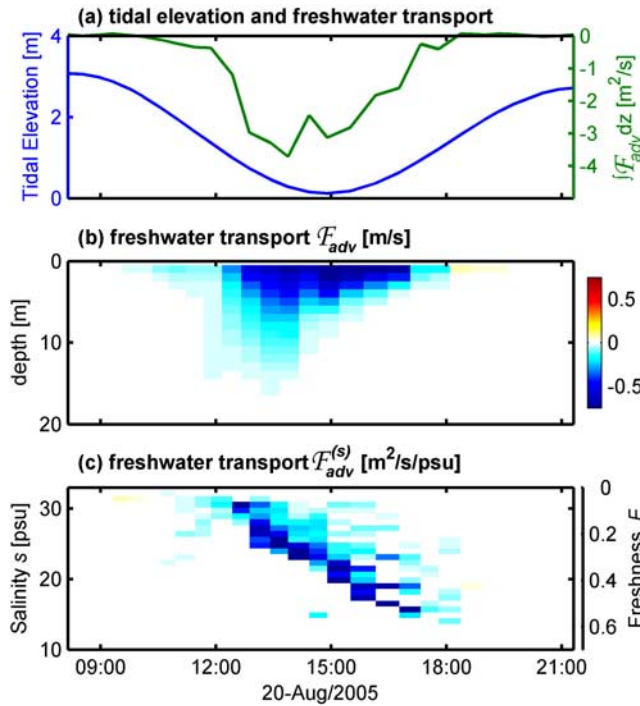 (a) tidal elevation and freshwater transport
Tidal Elevation [m]
4
2
0
0
-1
-2
-3
-4
∫ℱadv dz [m²/s]
(b) freshwater transport ℱadv [m/s]
depth [m]
0
10
20
0.5
0
-0.5
(c) freshwater transport ℱadv(s) [m²/s/psu]
Salinity s [psu]
30
20
10
0
0.2
0.4
0.6
Freshness, F
09:00 12:00 15:00 18:00 21:00
20-Aug/2005